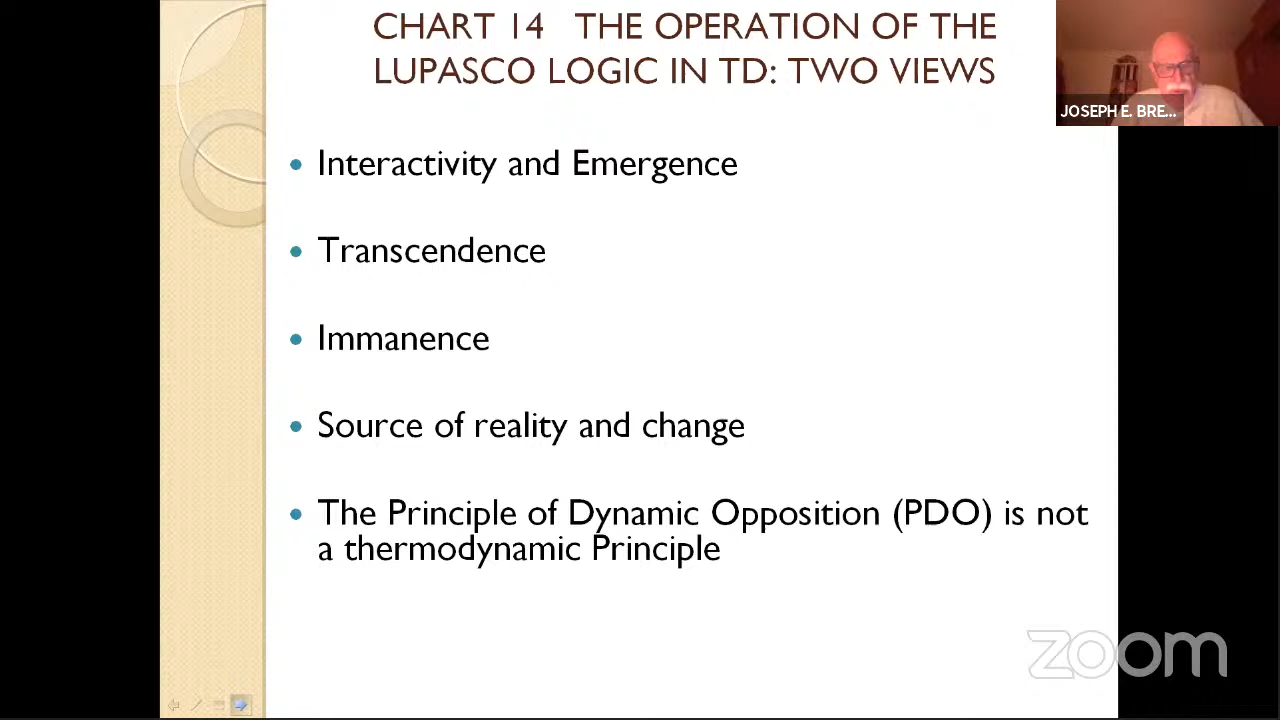 CHART 14 THE OPERATION OF THE
LUPASCO LOGIC IN TD: TWO VIEWS
JOSEPH E. BRE...
• Interactivity and Emergence
• Transcendence
• Immanence
• Source of reality and change
• The Principle of Dynamic Opposition (PDO) is not
a thermodynamic Principle
zoom